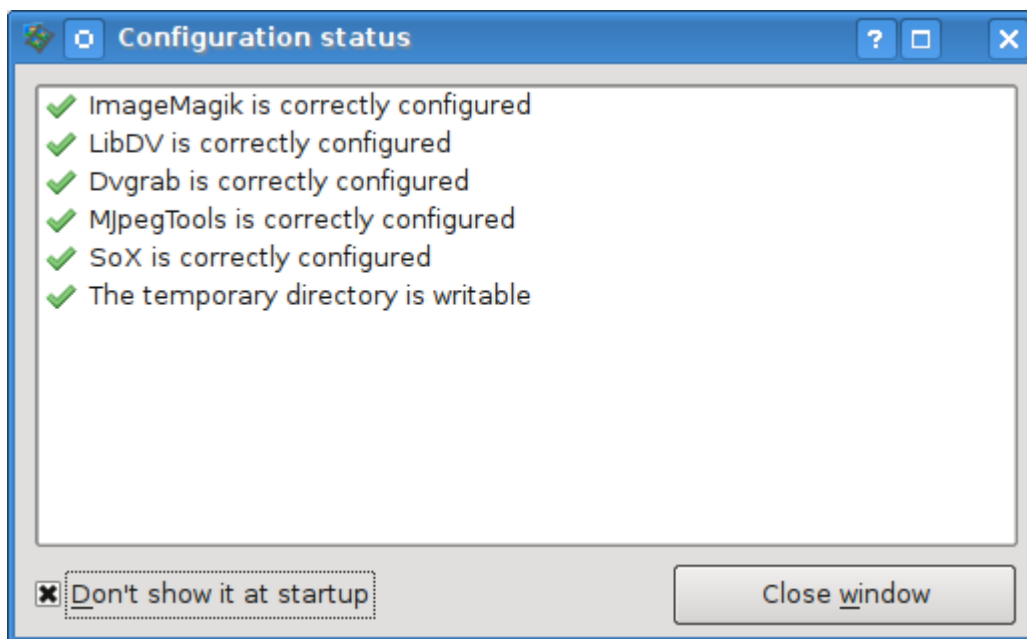 Configuration status
ImageMagik is correctly configured
LibDV is correctly configured
Dvgrab is correctly configured
MJpegTools is correctly configured
SoX is correctly configured
The temporary directory is writable
Don't show it at startup
Close window